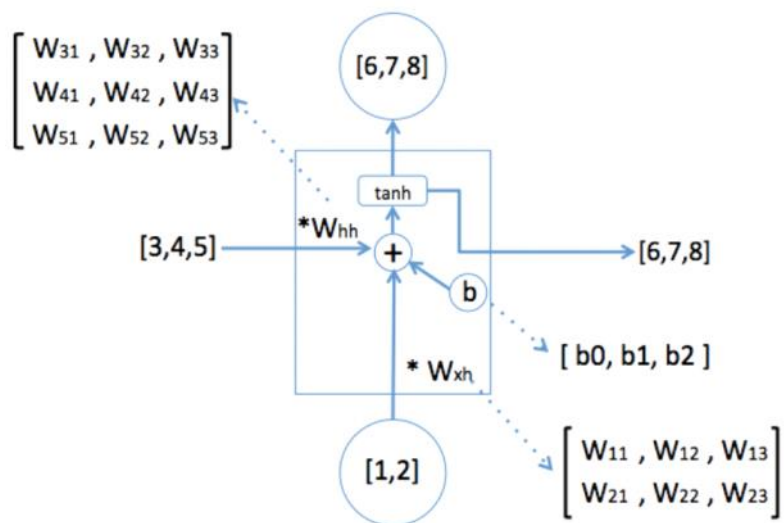 W31 , W32 , W33
W41 , W42 , W43
W51 , W52 , W53
[6,7,8]
tanh
*Whh
[3,4,5]
+
[6,7,8]
b
[ b0, b1, b2 ]
* Wxh
W11 , W12 , W13
W21 , W22 , W23
[1,2]